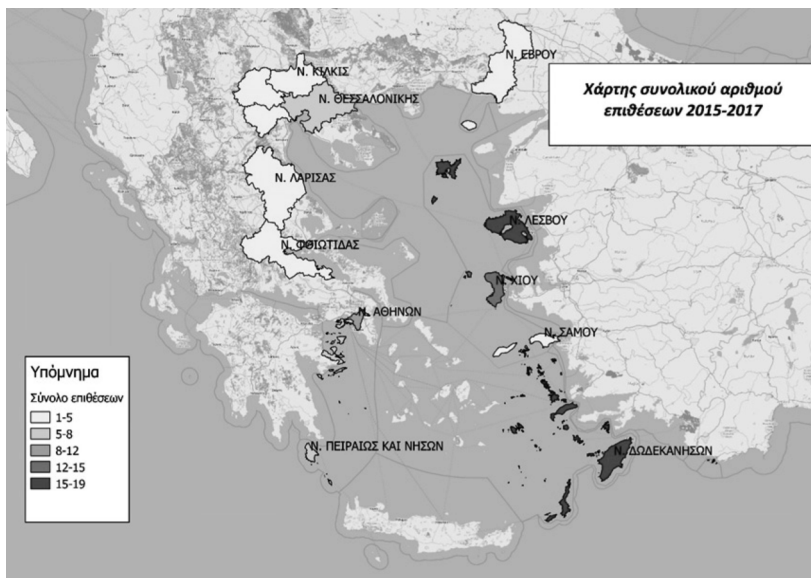 Χάρτης συνολικού αριθμού
επιθέσεων 2015-2017
Ν. ΕΒΡΟΥ
Ν. ΚΙΛΚΙΣ
Ν. ΘΕΣΣΑΛΟΝΙΚΗΣ
Ν. ΛΑΡΙΣΑΣ
Ν. ΛΕΣΒΟΥ
Ν. ΦΘΙΩΤΙΔΑΣ
Ν. ΧΙΟΥ
Ν. ΑΘΗΝΩΝ
Ν. ΣΑΜΟΥ
Ν. ΠΕΙΡΑΙΩΣ ΚΑΙ ΝΗΣΩΝ
Ν. ΔΩΔΕΚΑΝΗΣΩΝ
Υπόμνημα
Σύνολο επιθέσεων
1-5
5-8
8-12
12-15
15-19